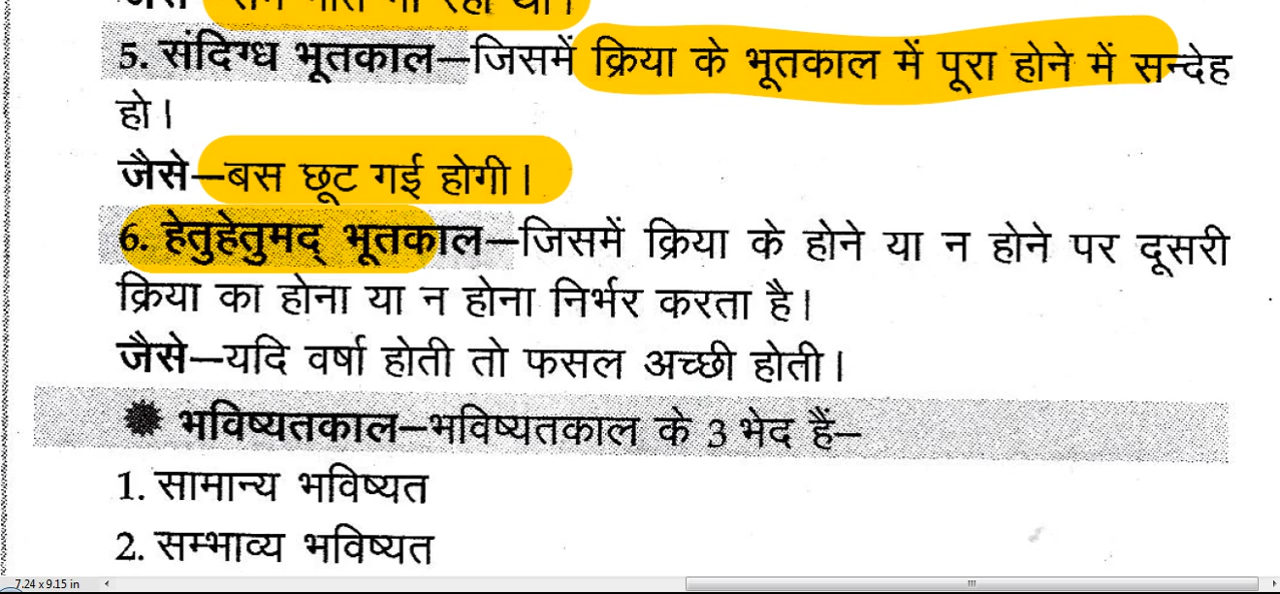 5. संदिग्ध भूतकाल–जिसमें क्रिया के भूतकाल में पूरा होने में सन्देह
हो।
जैसे–बस छूट गई होगी।
6. हेतुहेतुमद् भूतकाल–जिसमें क्रिया के होने या न होने पर दूसरी
क्रिया का होना या न होना निर्भर करता है।
जैसे–यदि वर्षा होती तो फसल अच्छी होती।
भविष्यतकाल–भविष्यतकाल के 3 भेद हैं–
1. सामान्य भविष्यत
2. सम्भाव्य भविष्यत
7.24 x 9.15 in